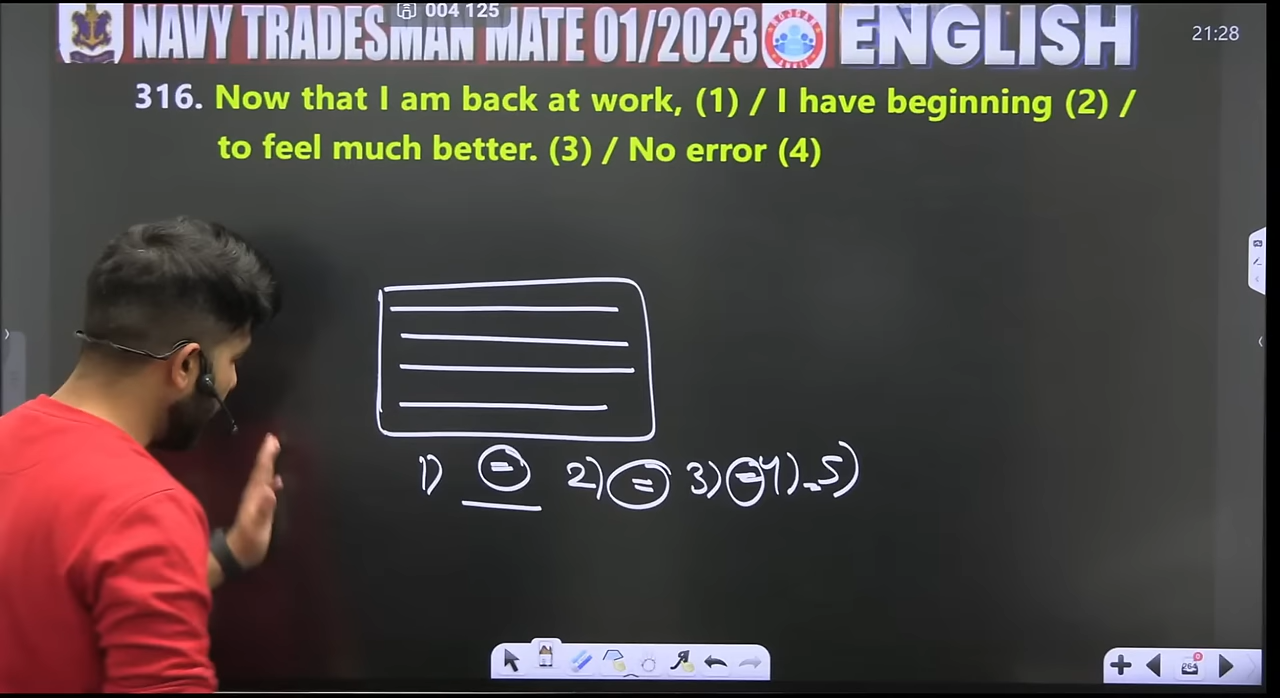 004 125
NAVY TRADESMAN MATE 01/2023 ENGLISH
21:28
316. Now that I am back at work, (1) / I have beginning (2) /
to feel much better. (3) / No error (4)
1) = 2) = 3) = 4) 5)
264